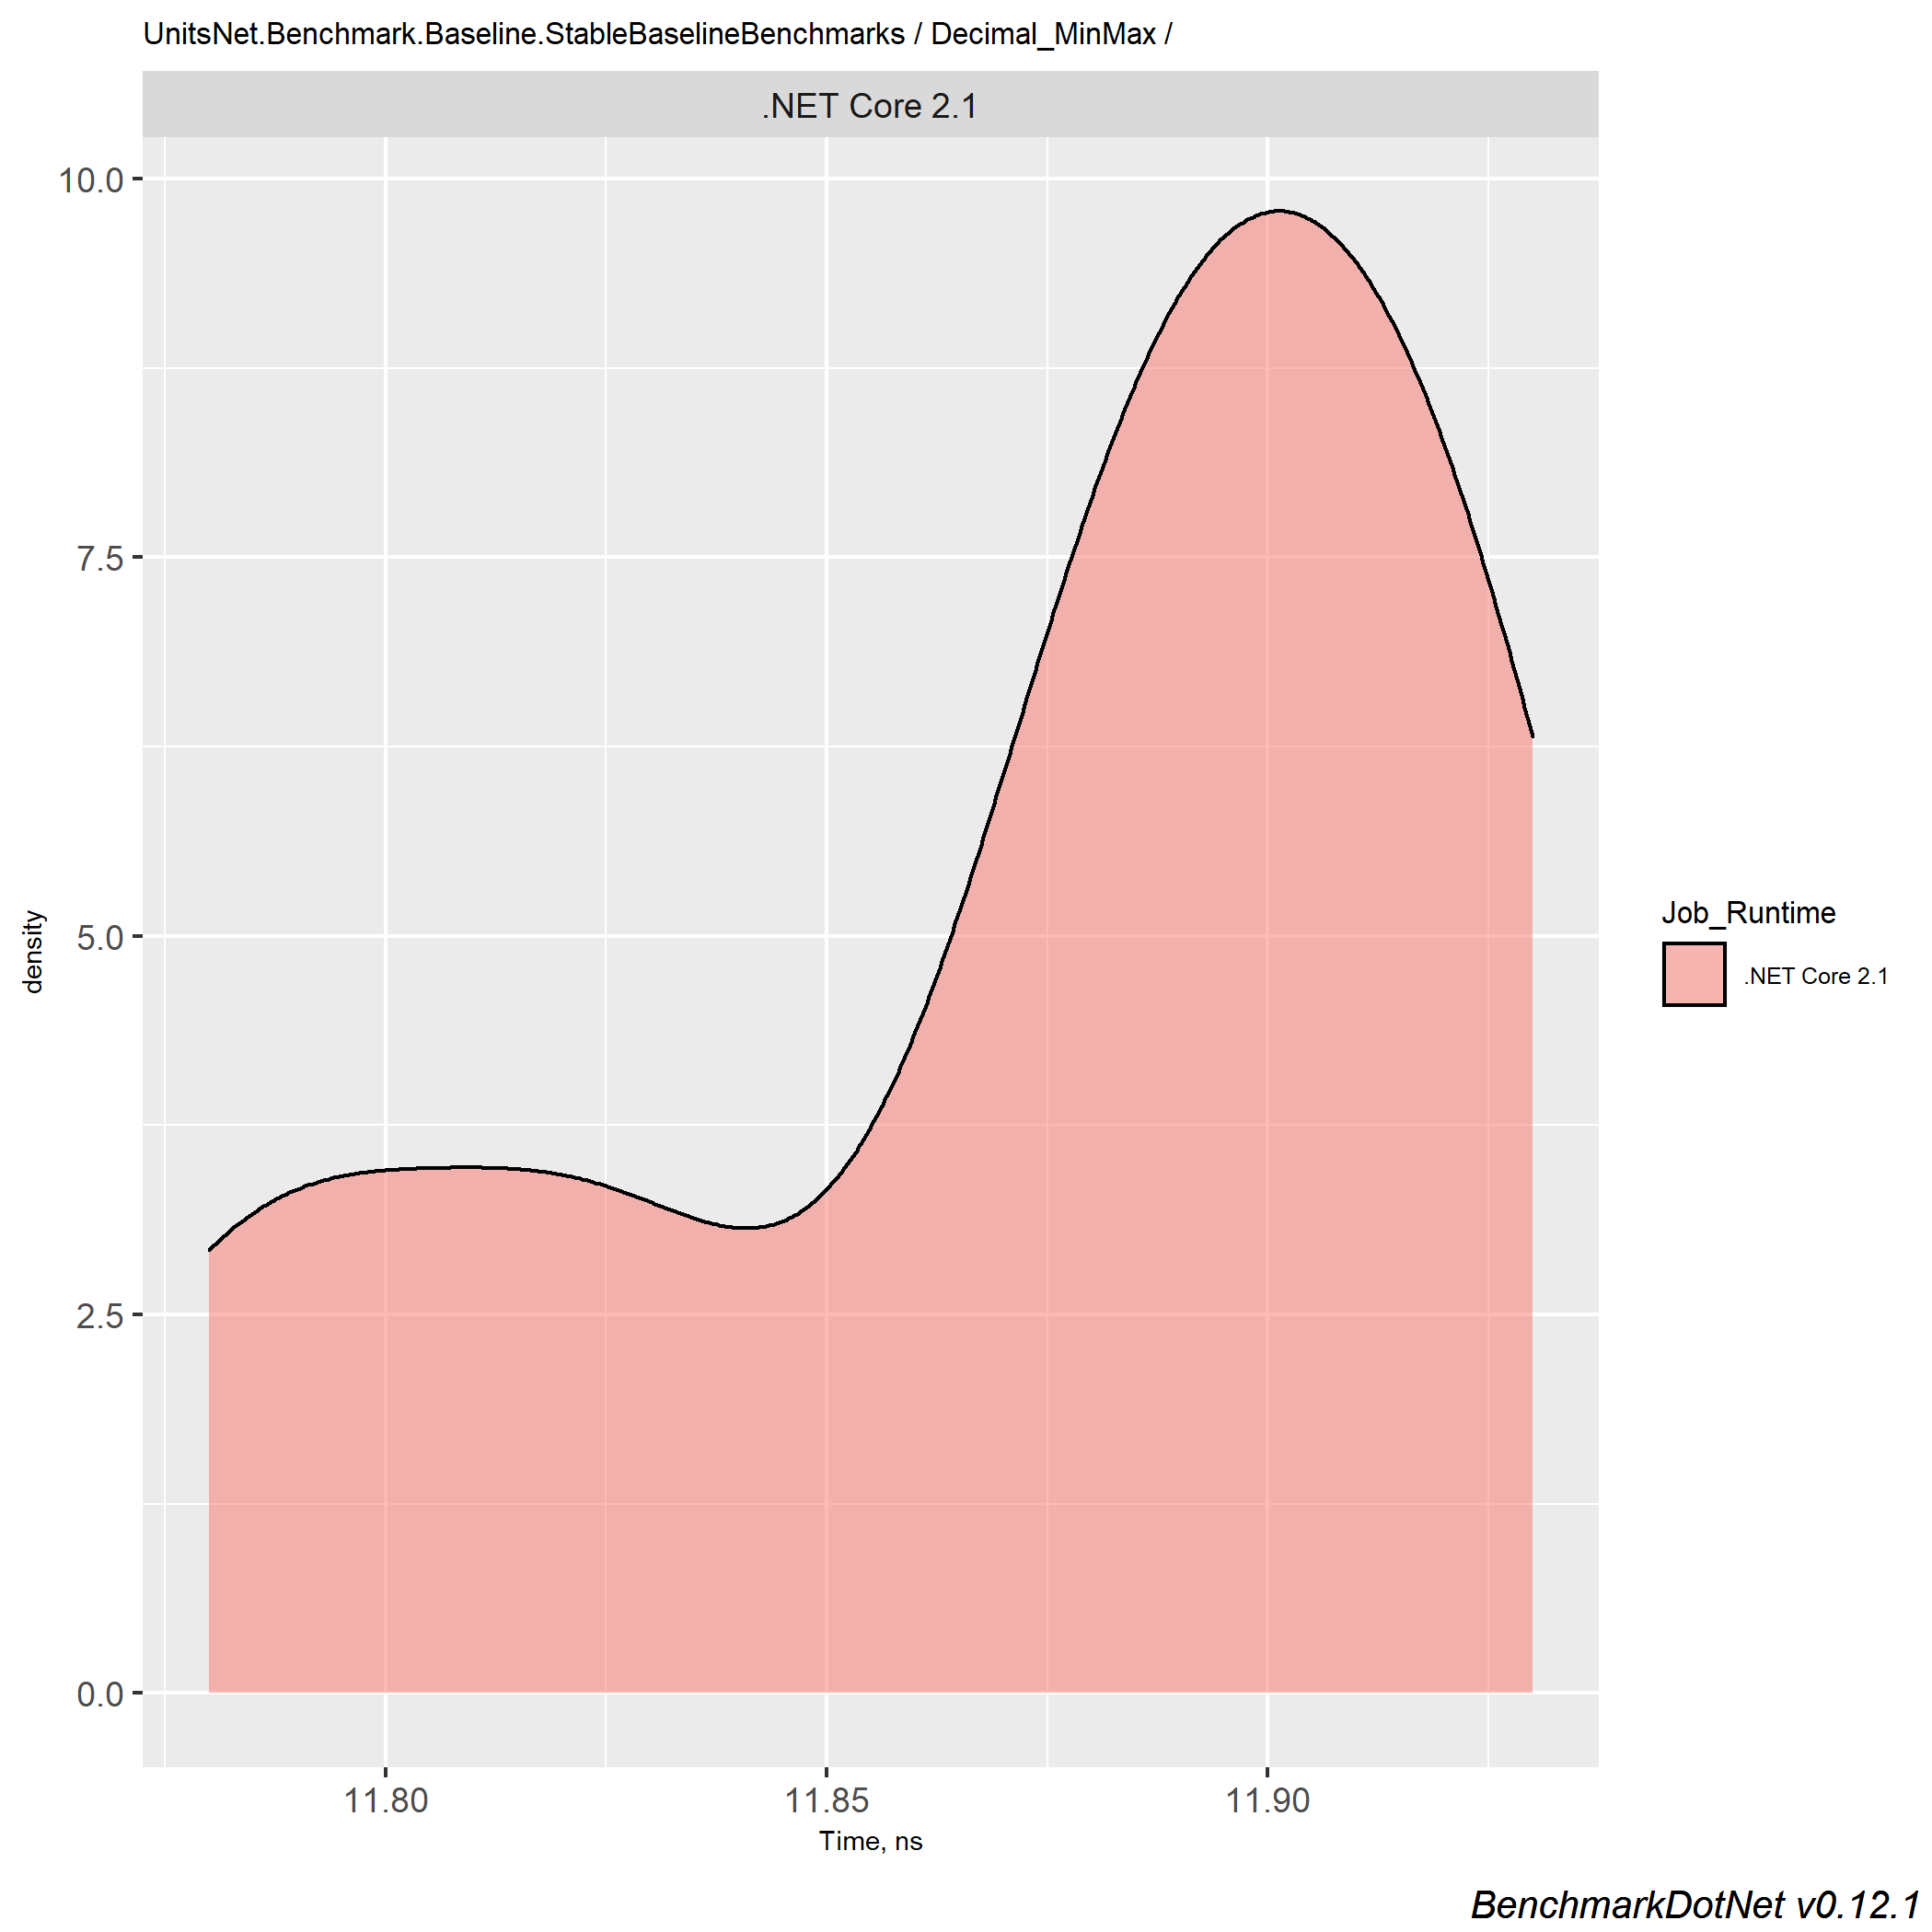 UnitsNet.Benchmark.Baseline.StableBaselineBenchmarks / Decimal_MinMax /
.NET Core 2.1
10.0
7.5
5.0
2.5
0.0
density
11.80 11.85 11.90
Time, ns
Job_Runtime
.NET Core 2.1
BenchmarkDotNet v0.12.1